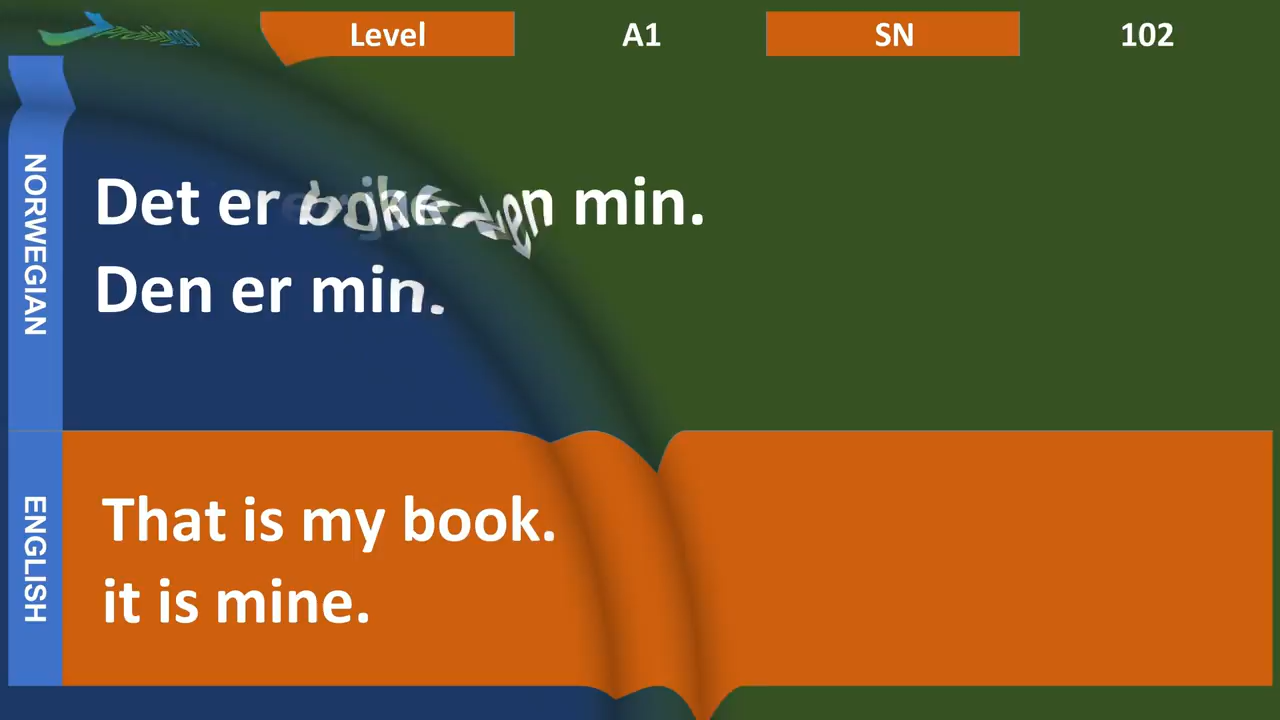 Level A1 SN 102
NORWEGIAN
Det er min.
Den er min.
ENGLISH
That is my book.
it is mine.